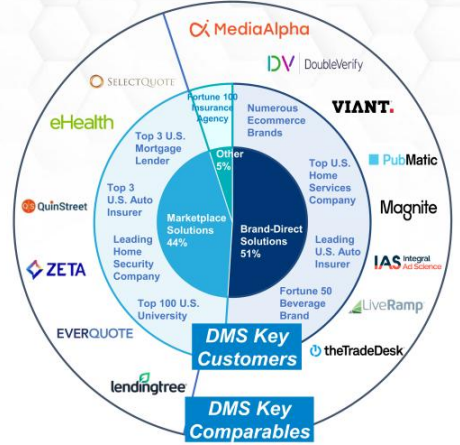 MediaAlpha
DV DoubleVerify
SELECTQUOTE
eHealth
VIANT.
PubMatic
QS QuinStreet
Magnite
ZETA
IAS Integral
Ad Science
LiveRamp
EVERQUOTE
theTradeDesk
lendingtree
Fortune 100
Insurance
Agency
Numerous
Ecommerce
Brands
Top 3 U.S.
Mortgage
Lender
Top U.S.
Home
Services
Company
Top 3
U.S. Auto
Insurer
Leading
Home
Security
Company
Leading
U.S. Auto
Insurer
Top 100 U.S.
University
Fortune 50
Beverage
Brand
Other
5%
Marketplace
Solutions
44%
Brand-Direct
Solutions
51%
DMS Key
Customers
DMS Key
Comparables